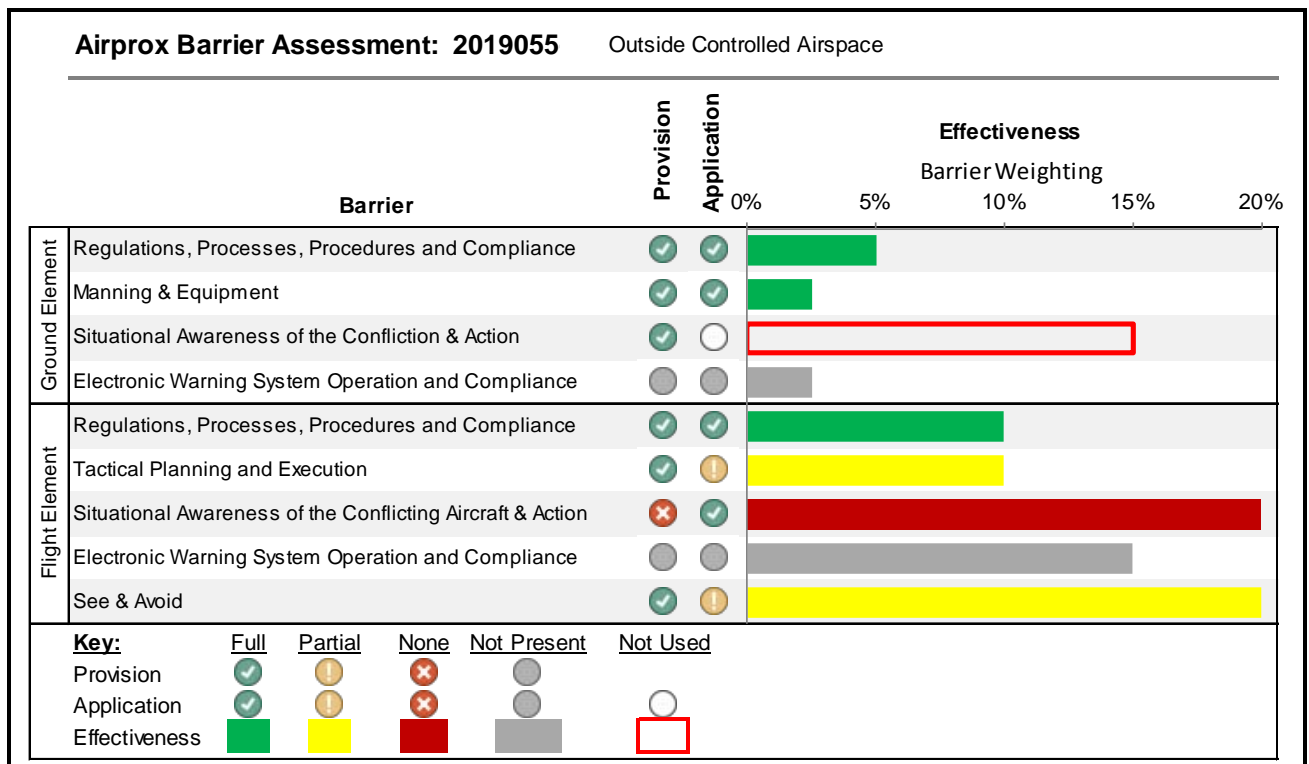 Airprox Barrier Assessment: 2019055 Outside Controlled Airspace
Provision
Application
Effectiveness
Barrier Weighting
Barrier
0% 5% 10% 15% 20%
Ground Element
Regulations, Processes, Procedures and Compliance
Manning & Equipment
Situational Awareness of the Confliction & Action
Electronic Warning System Operation and Compliance
Flight Element
Regulations, Processes, Procedures and Compliance
Tactical Planning and Execution
Situational Awareness of the Conflicting Aircraft & Action
Electronic Warning System Operation and Compliance
See & Avoid
Key: Full Partial None Not Present Not Used
Provision
Application
Effectiveness